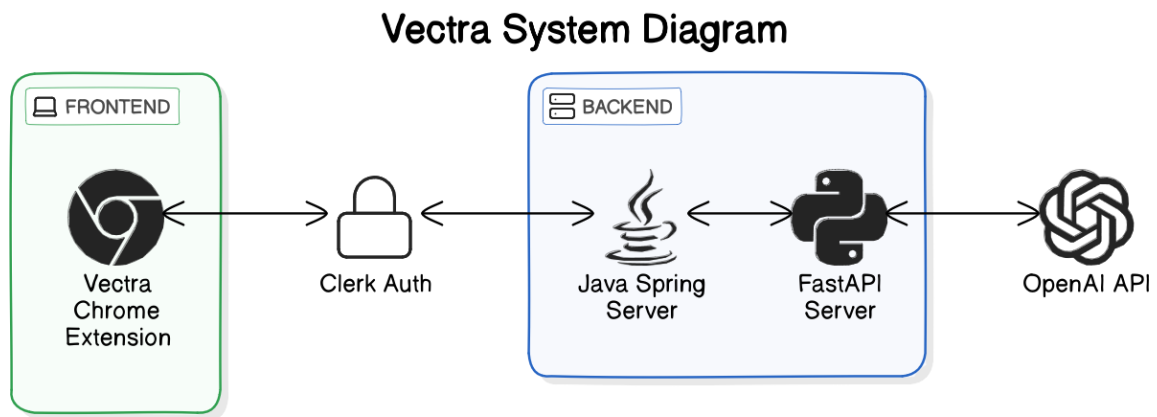 Vectra System Diagram
FRONTEND
BACKEND
Vectra
Chrome
Extension
Clerk Auth
Java Spring
Server
FastAPI
Server
OpenAI API